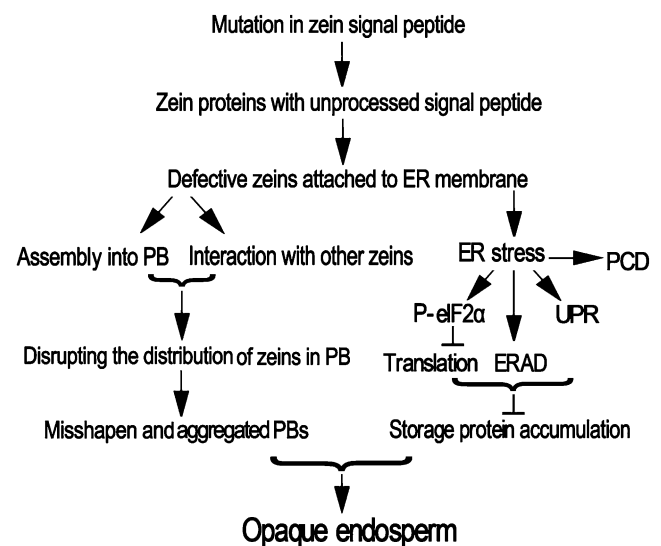 Mutation in zein signal peptide
Zein proteins with unprocessed signal peptide
Defective zeins attached to ER membrane
Assembly into PB
Interaction with other zeins
ER stress
PCD
P-eIF2α
UPR
Disrupting the distribution of zeins in PB
Translation
ERAD
Misshapen and aggregated PBs
Storage protein accumulation
Opaque endosperm